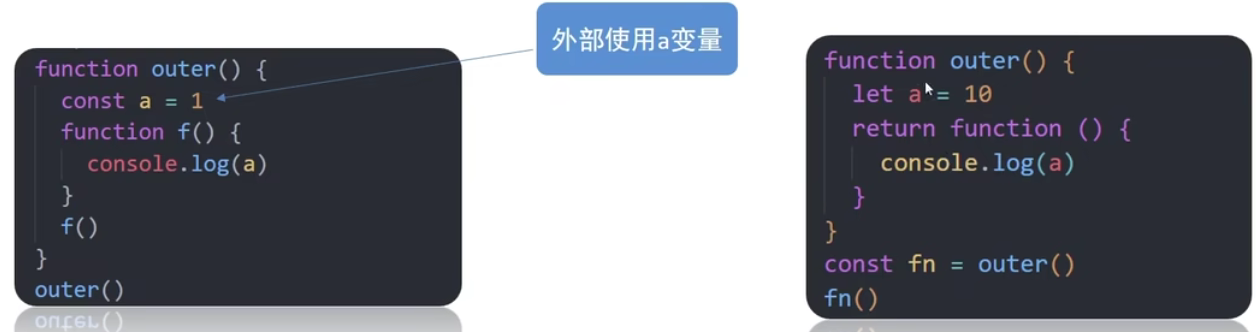 外部使用a变量
function outer() {
  const a = 1
  function f() {
    console.log(a)
  }
  f()
}
outer()
function outer() {
  let a = 10
  return function () {
    console.log(a)
  }
}
const fn = outer()
fn()